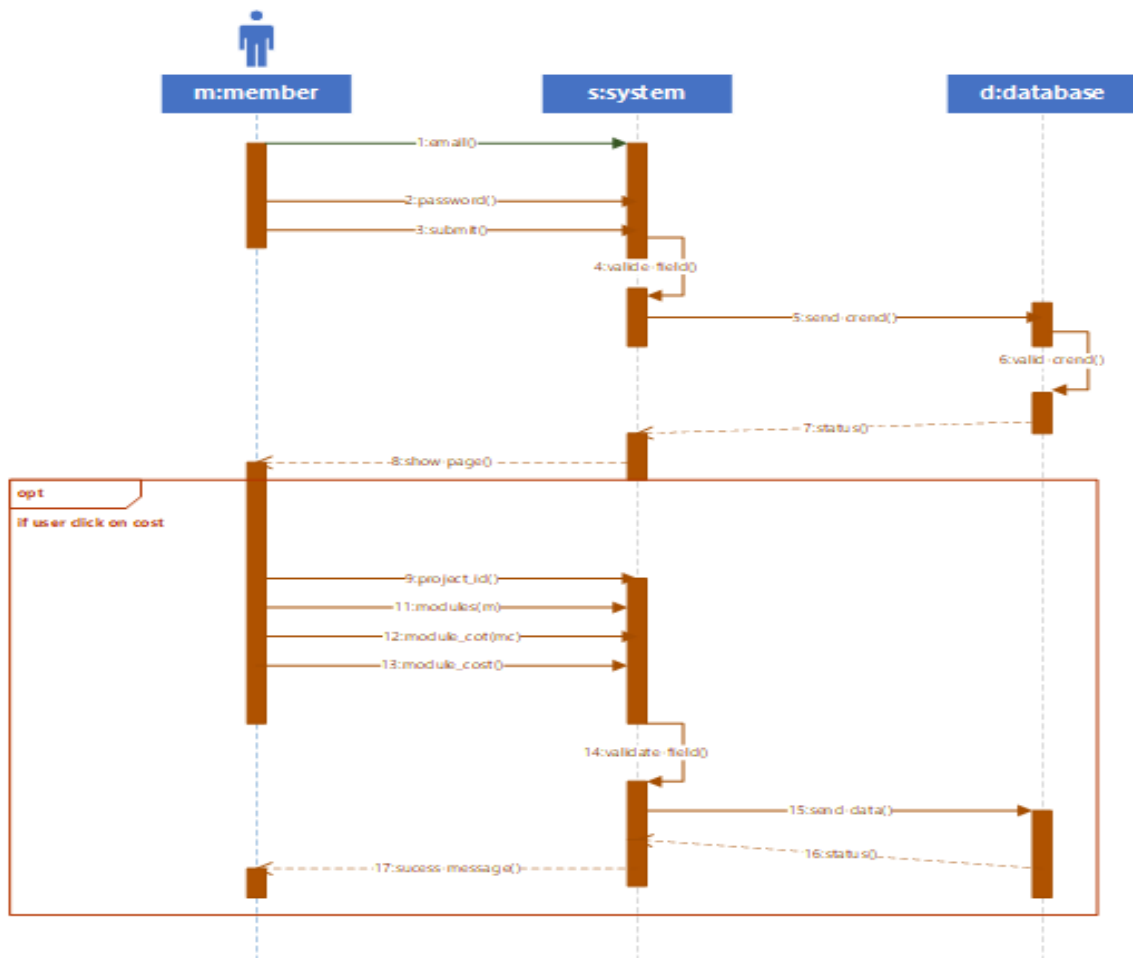 m:member
s:system
d:database
1:email()
2:password()
3:submit()
4:valide field()
5:send crend()
6:valid crend()
7:status()
8:show page()
opt
if user click on cost
9:project_id()
11:modules(m)
12:module_cot(mc)
13:module_cost()
14:validate field()
15:send data()
16:status()
17:sucess message()